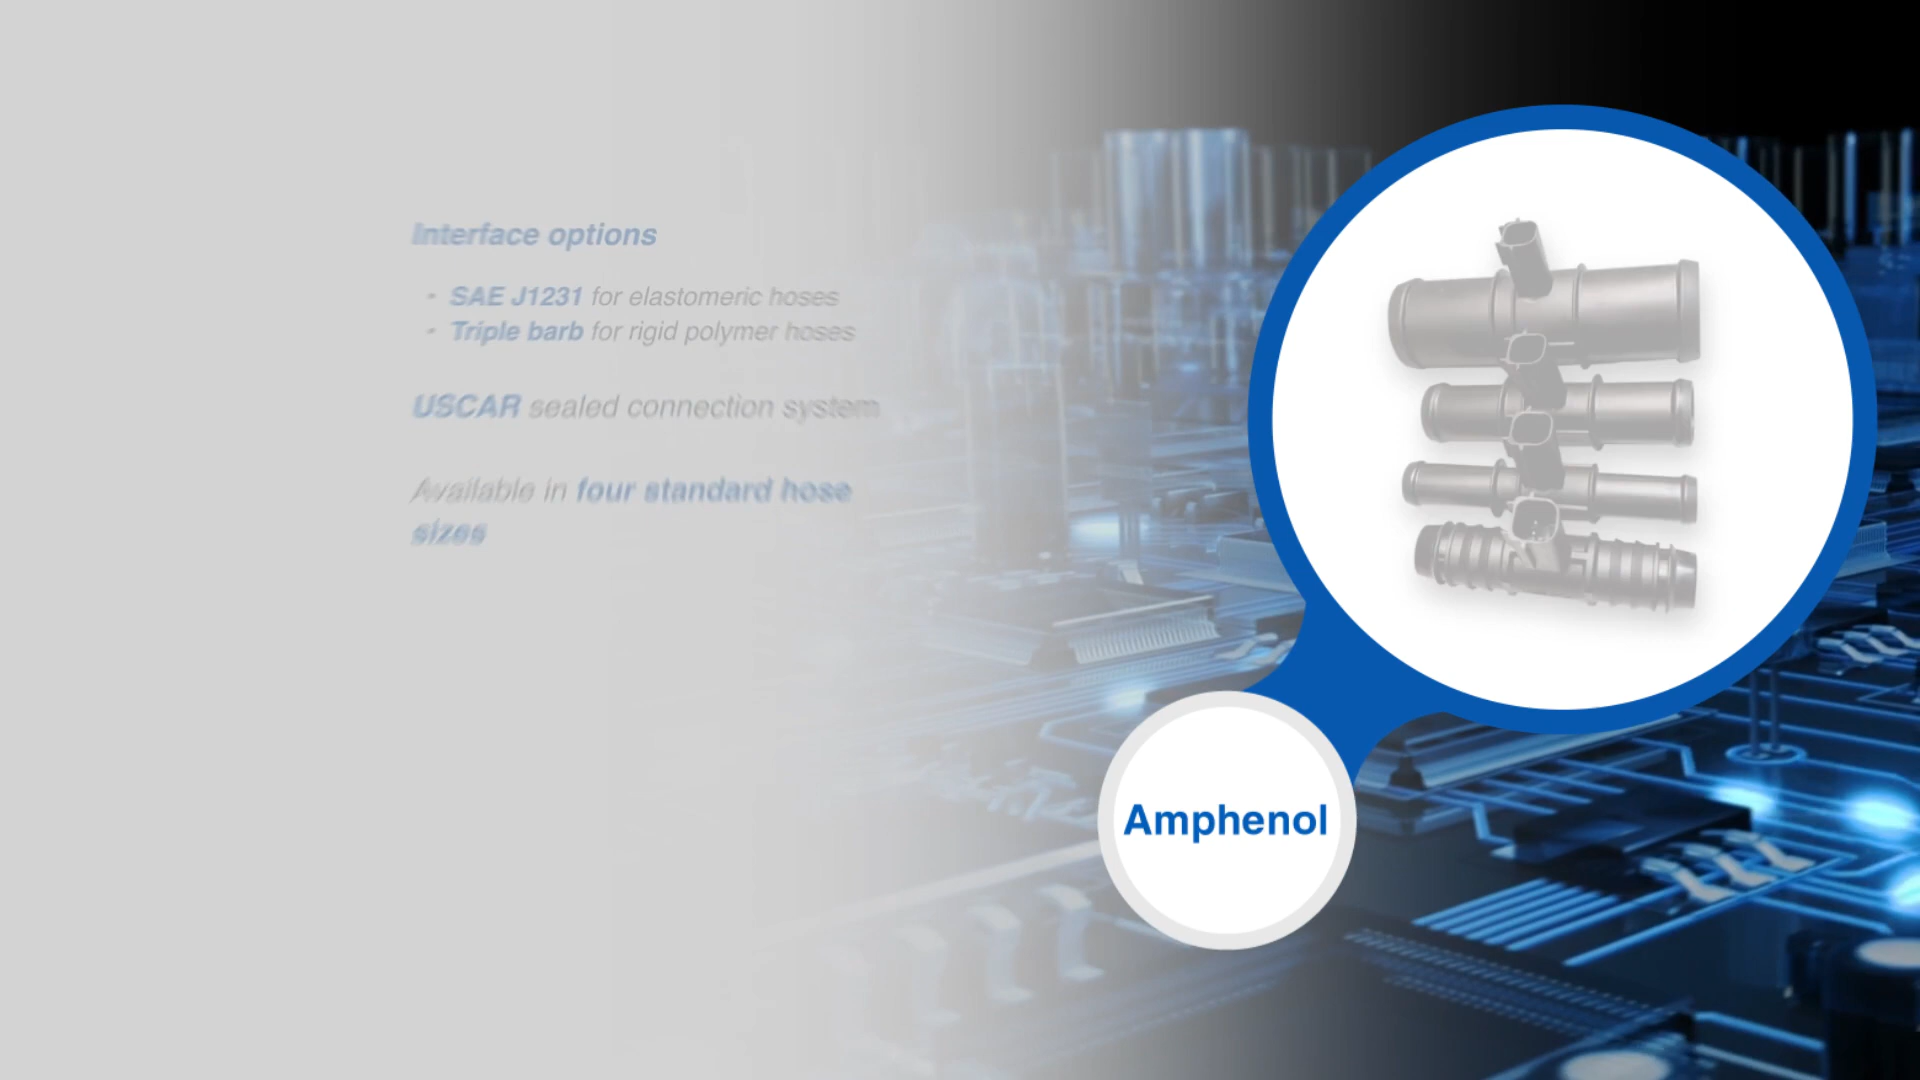 Interface options
- SAE J1231 for elastomeric hoses
- Triple barb for rigid polymer hoses
USCAR sealed connection system
Available in four standard hose
sizes
Amphenol